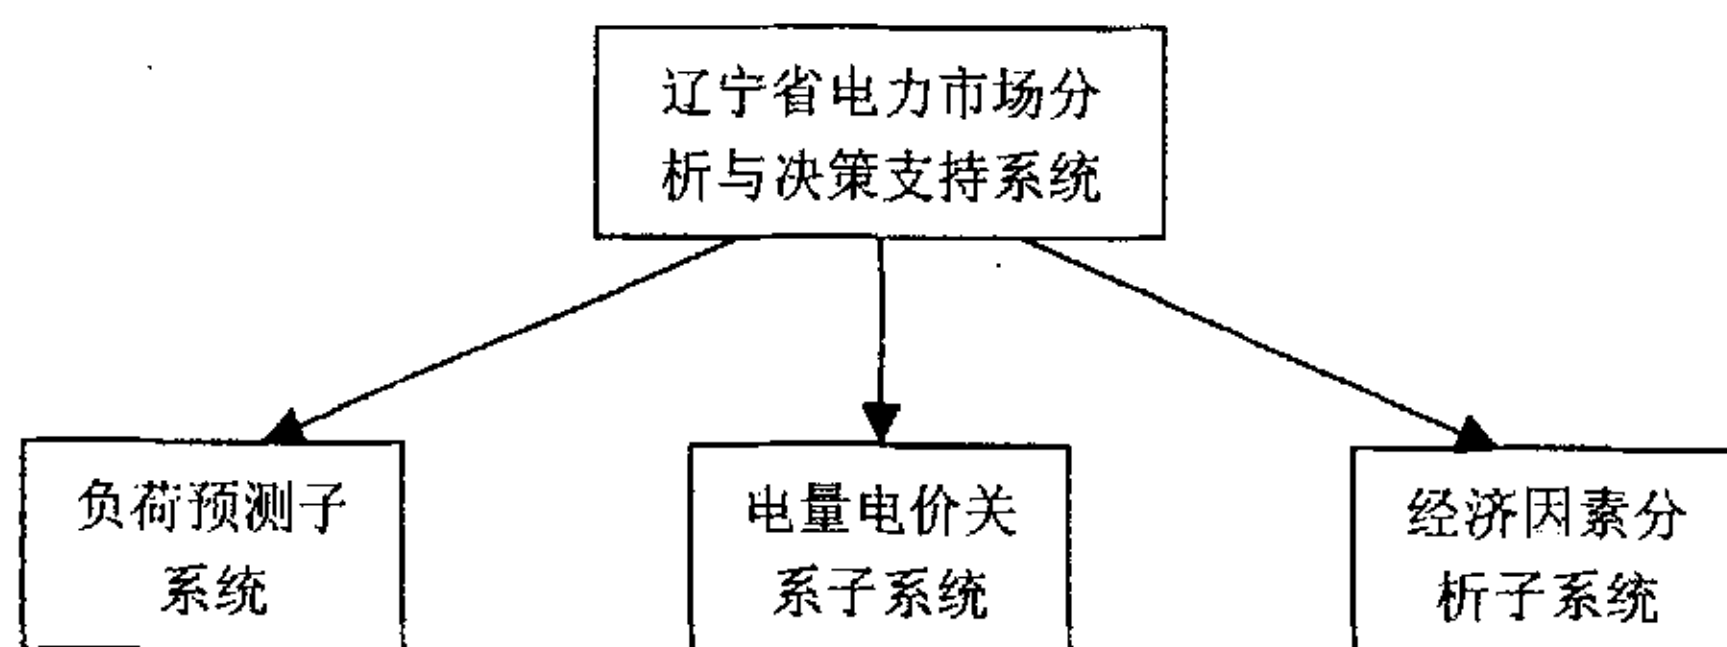 辽宁省电力市场分
析与决策支持系统
负荷预测子
系统
电量电价关
系子系统
经济因素分
析子系统